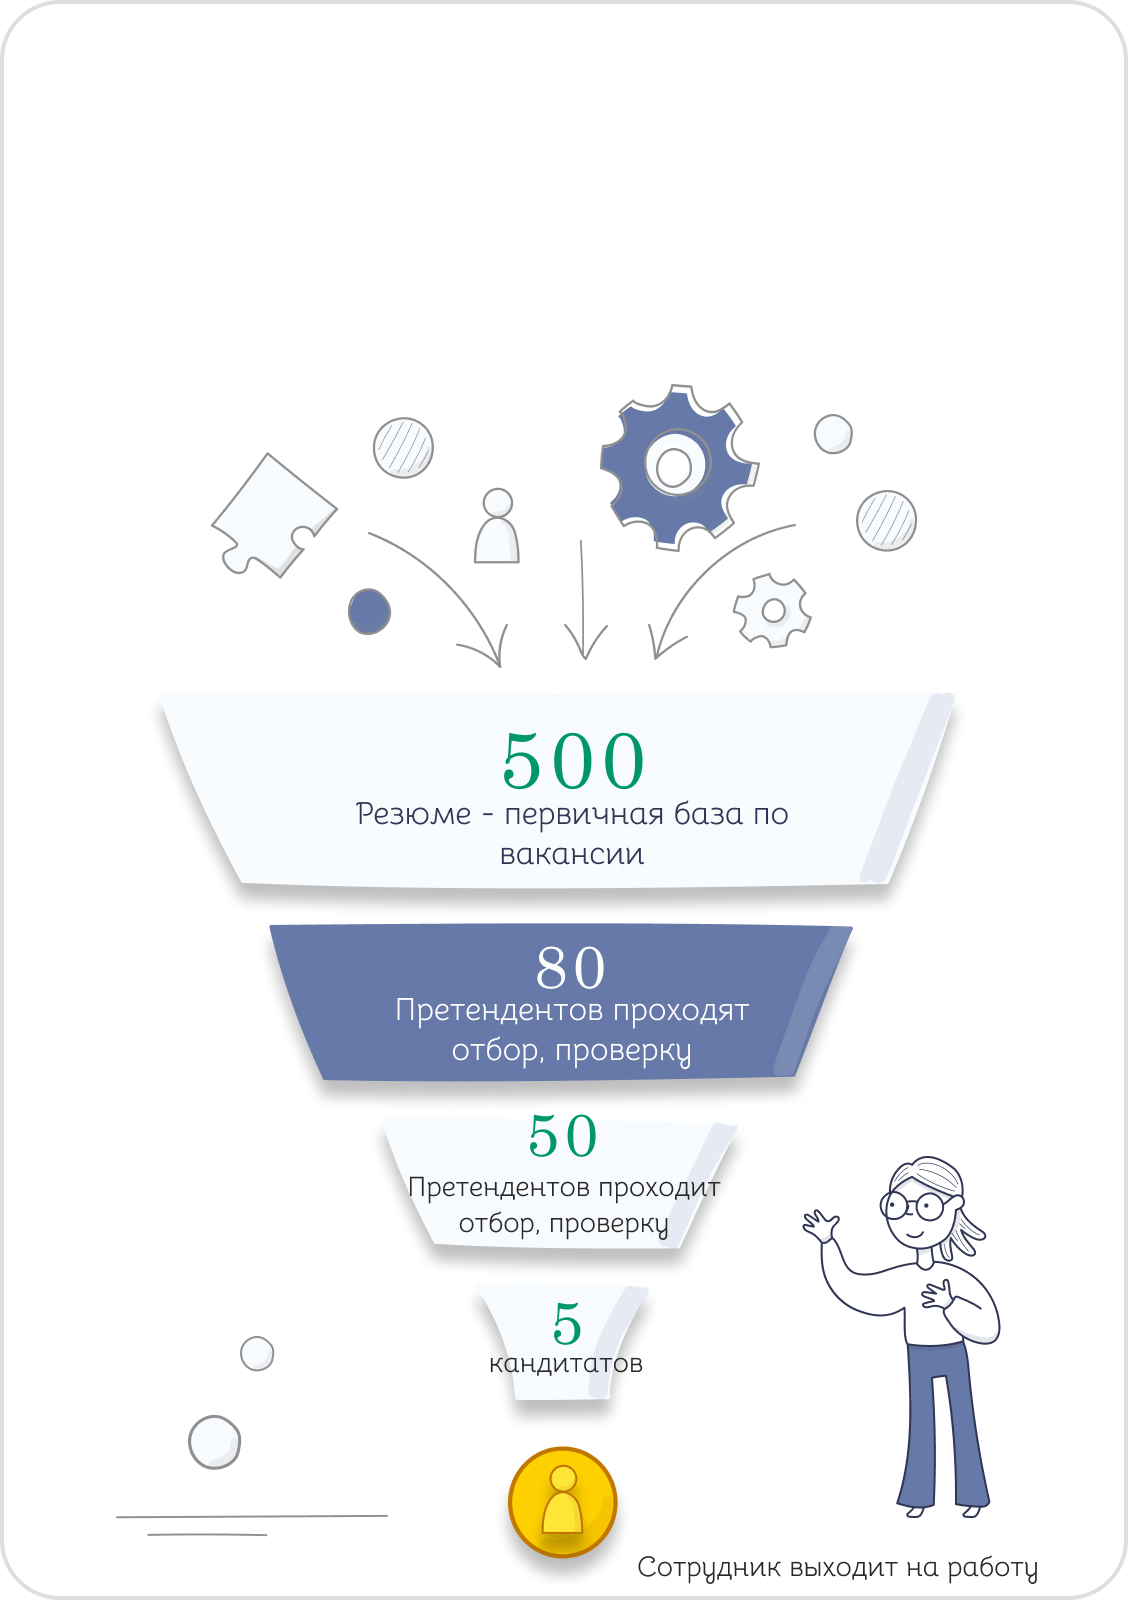 500
Резюме - первичная база по
вакансии
80
Претендентов проходят
отбор, проверку
50
Претендентов проходит
отбор, проверку
5
кандитатов
Сотрудник выходит на работу